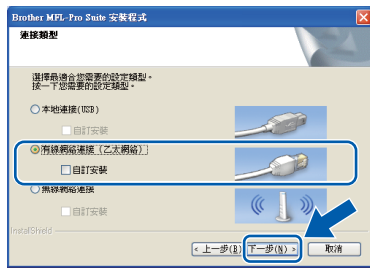 Brother MFL-Pro Suite 安裝程式
連接類型
選擇最適合您需要的設定類型。
按一下您需要的設定類型。
本地連接(USB)
自訂安裝
有線網絡連接 (乙太網絡)
自訂安裝
無線網絡連接
自訂安裝
InstallShield
< 上一步(B)
下一步(N) >
取消